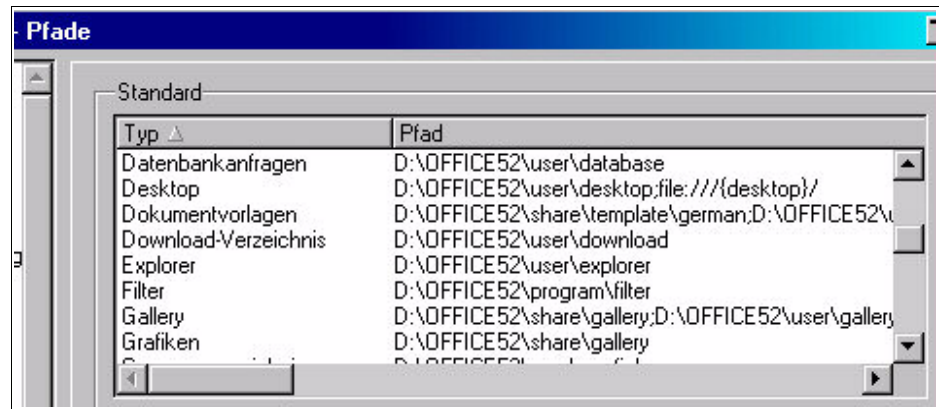 - Pfade
Standard
Typ Pfad
Datenbankanfragen D:\OFFICE52\user\database
Desktop D:\OFFICE52\user\desktop;file:///{desktop}/
Dokumentvorlagen D:\OFFICE52\share\template\german;D:\OFFICE52\u
Download-Verzeichnis D:\OFFICE52\user\download
Explorer D:\OFFICE52\user\explorer
Filter D:\OFFICE52\program\filter
Gallery D:\OFFICE52\share\gallery;D:\OFFICE52\user\gallery
Grafiken D:\OFFICE52\share\gallery